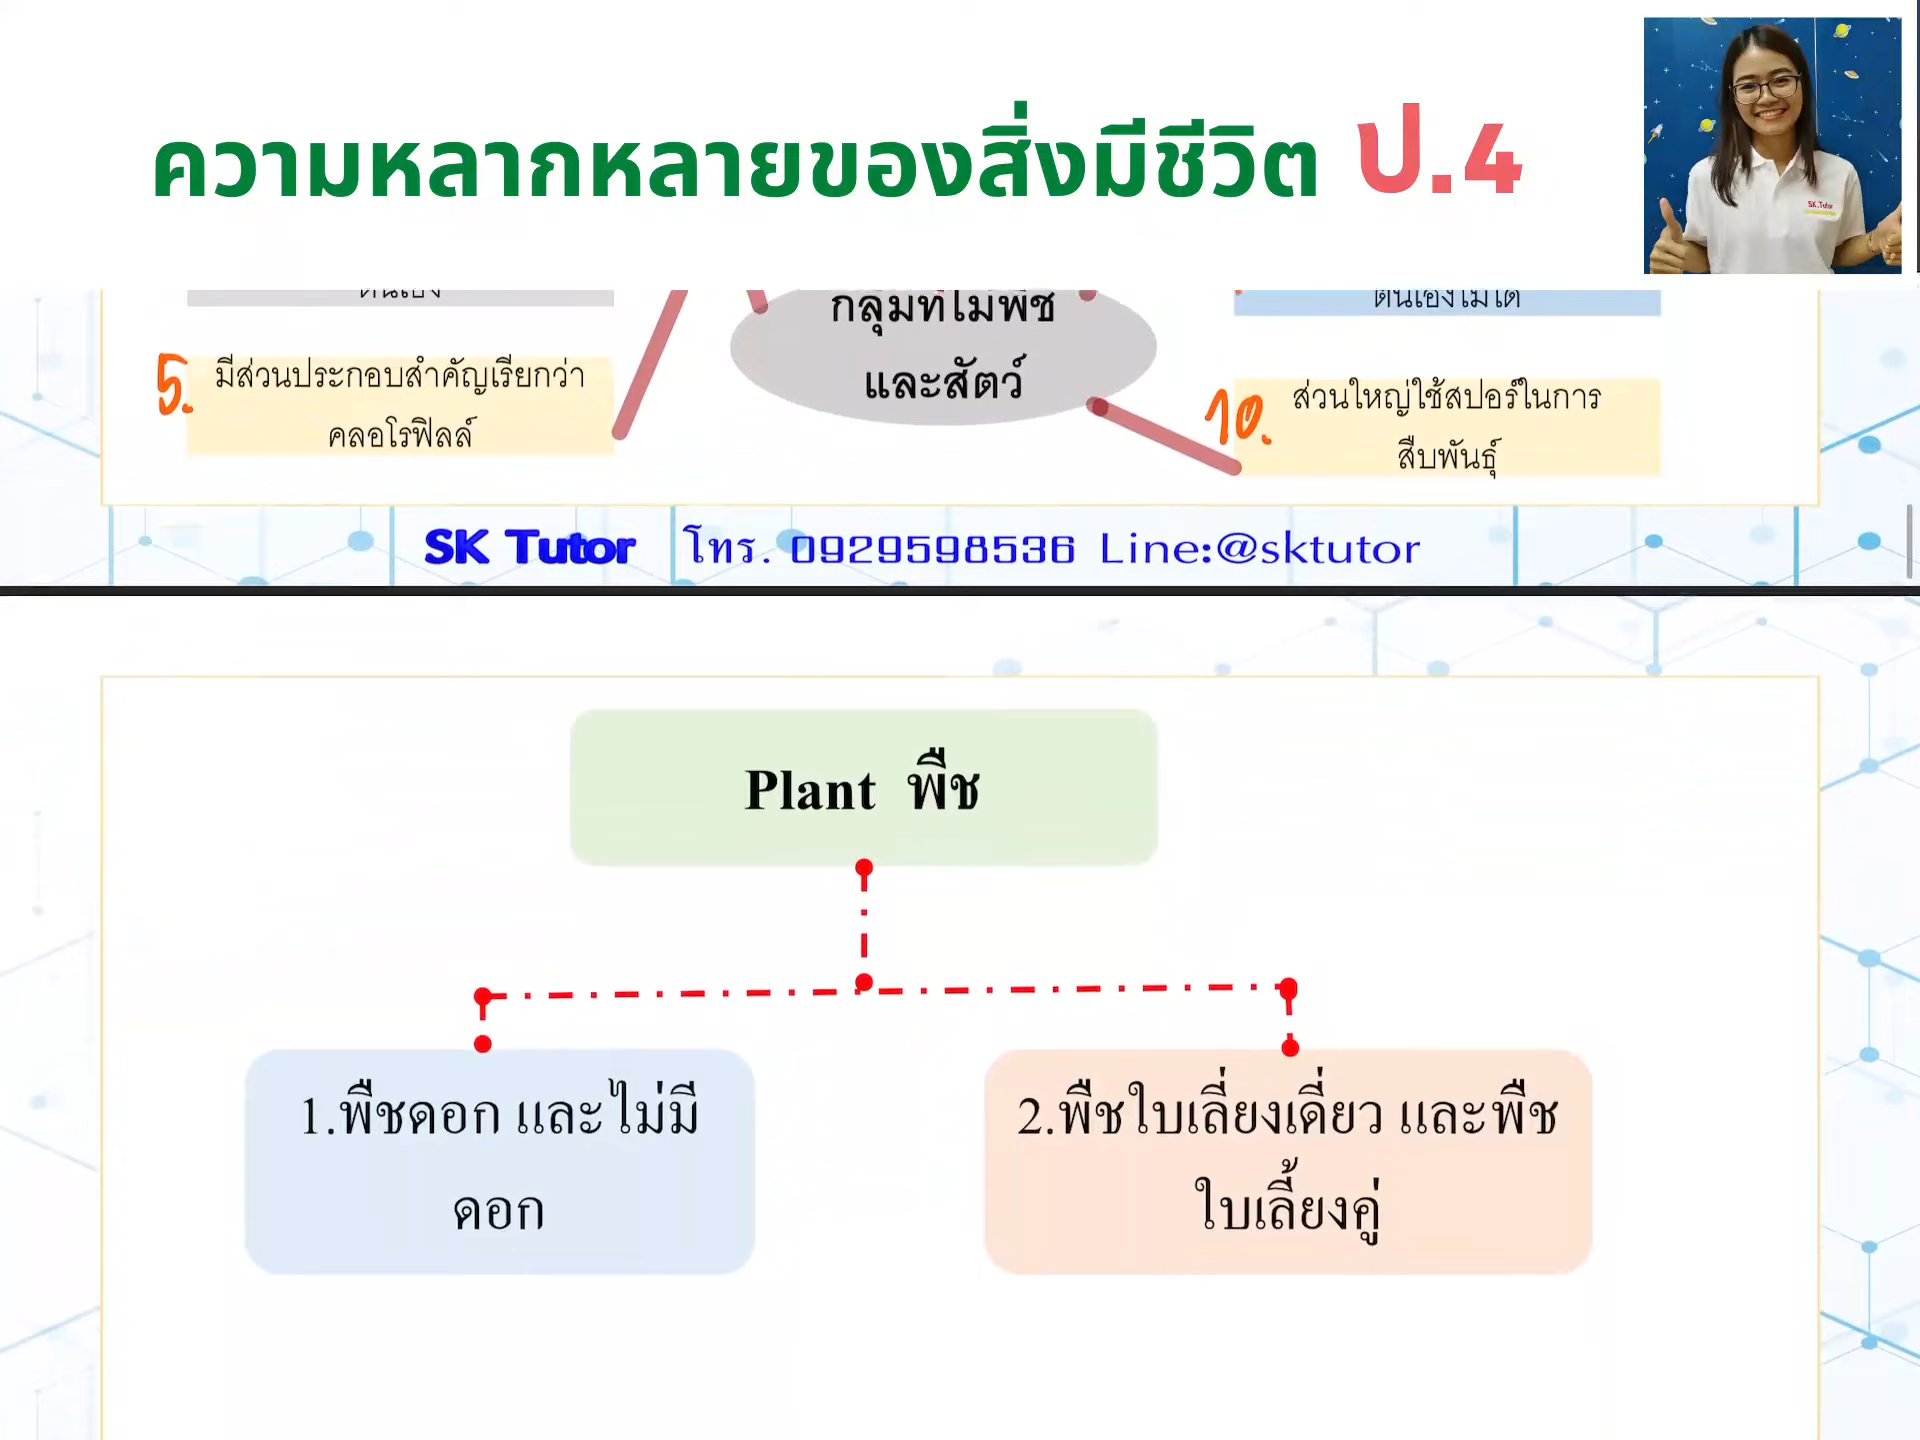 ความหลากหลายของสิ่งมีชีวิต ป.4
SK.Tutor
กลุ่มที่ไม่พืช
และสัตว์
5. มีส่วนประกอบสำคัญเรียกว่า
คลอโรฟิลล์
10. ส่วนใหญ่ใช้สปอร์ในการ
สืบพันธุ์
SK Tutor โทร. 0929598536 Line:@sktutor
Plant พืช
1.พืชดอก และไม่มี
ดอก
2.พืชใบเลี่ยงเดี่ยว และพืช
ใบเลี้ยงคู่